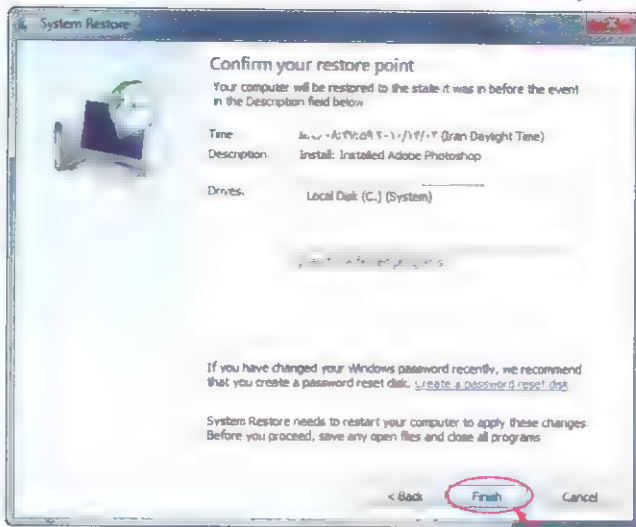 System Restore
Confirm your restore point
Your computer will be restored to the state it was in before the event
in the Description field below
Time
(Iran Daylight Time)
Description.
Install: Installed Adobe Photoshop
Drives.
Local Disk (C.) (System)
If you have changed your Windows password recently, we recommend
that you create a password reset disk. Create a password reset disk
System Restore needs to restart your computer to apply these changes.
Before you proceed, save any open files and close all programs
< Back Finish Cancel